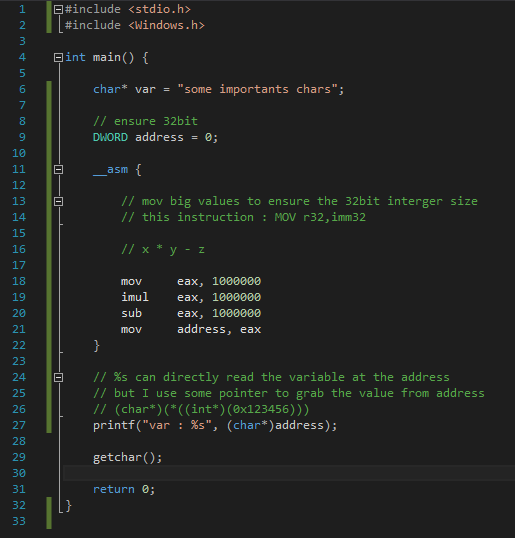 1 #include <stdio.h>
2 #include <Windows.h>
3
4 int main() {
5
6 char* var = "some importants chars";
7
8 // ensure 32bit
9 DWORD address = 0;
10
11 __asm {
12
13 // mov big values to ensure the 32bit interger size
14 // this instruction : MOV r32,imm32
15
16 // x * y - z
17
18 mov eax, 1000000
19 imul eax, 1000000
20 sub eax, 1000000
21 mov address, eax
22 }
23
24 // %s can directly read the variable at the address
25 // but I use some pointer to grab the value from address
26 // (char*)(*((int*)(0x123456)))
27 printf("var : %s", (char*)address);
28
29 getchar();
30
31 return 0;
32 }
33